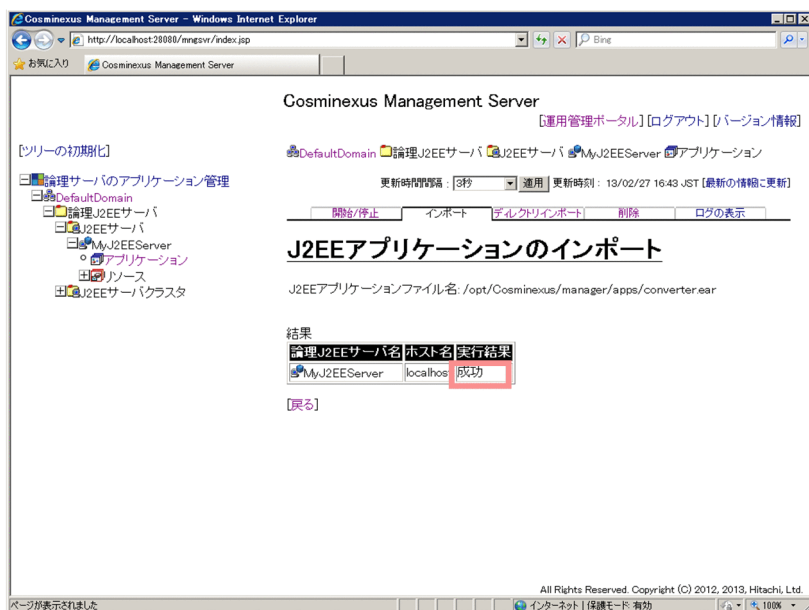 Cosminexus Management Server - Windows Internet Explorer
http://localhost:28080/mngsvr/index.jsp
Bing
お気に入り Cosminexus Management Server
Cosminexus Management Server
[運用管理ポータル] [ログアウト] [バージョン情報]
[ツリーの初期化]
DefaultDomain 論理J2EEサーバ J2EEサーバ MyJ2EEServer アプリケーション
論理サーバのアプリケーション管理
DefaultDomain
論理J2EEサーバ
J2EEサーバ
MyJ2EEServer
アプリケーション
リソース
J2EEサーバクラスタ
更新時間間隔 : 3秒 適用 更新時刻 : 13/02/27 16:43 JST [最新の情報に更新]
開始/停止 インポート ディレクトリインポート 削除 ログの表示
J2EEアプリケーションのインポート
J2EEアプリケーションファイル名: /opt/Cosminexus/manager/apps/converter.ear
結果
論理J2EEサーバ名 ホスト名 実行結果
MyJ2EEServer localhos 成功
[戻る]
All Rights Reserved. Copyright (C) 2012, 2013, Hitachi, Ltd.
ページが表示されました インターネット | 保護モード: 有効 100%